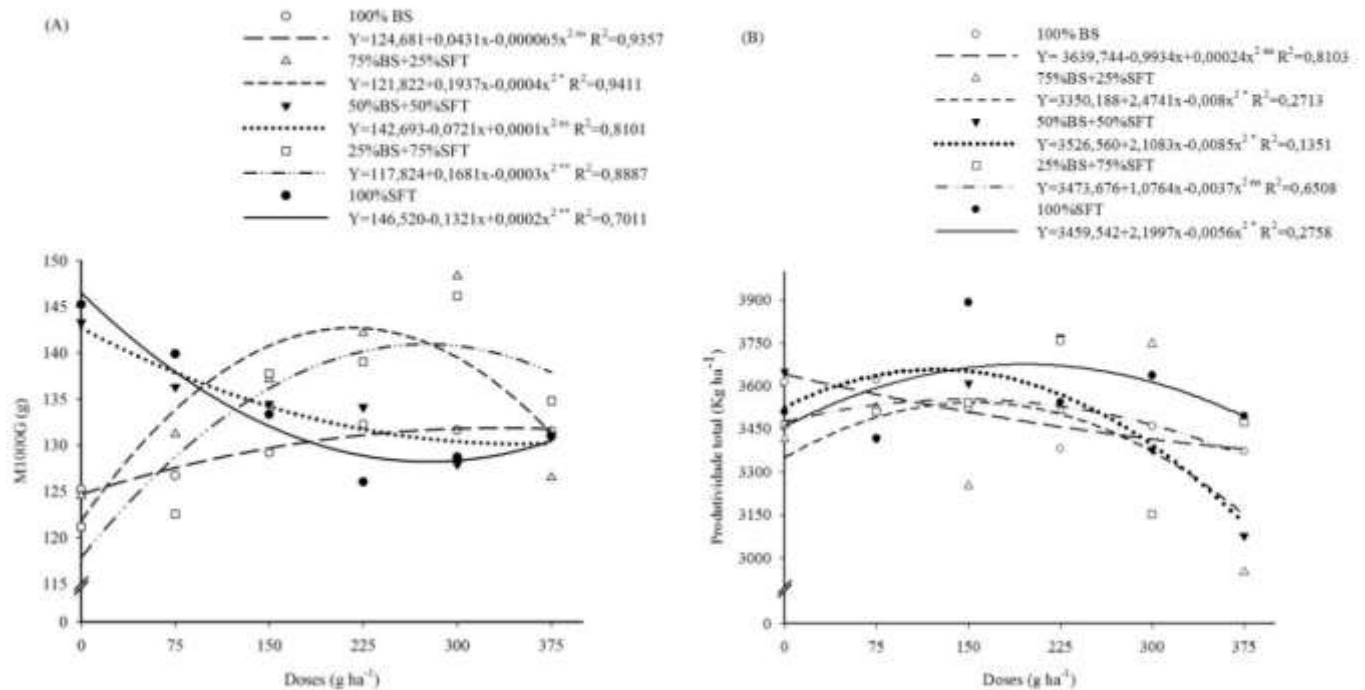 (A)
100% BS
Y=124,681+0,0431x-0,000065x² ⁿˢ R²=0,9357
75%BS+25%SFT
Y=121,822+0,1937x-0,0004x² * R²=0,9411
50%BS+50%SFT
Y=142,693-0,0721x+0,0001x² ⁿˢ R²=0,8101
25%BS+75%SFT
Y=117,824+0,1681x-0,0003x² ** R²=0,8887
100%SFT
Y=146,520-0,1321x+0,0002x² ** R²=0,7011
M1000G (g)
150
145
140
135
130
125
120
115
0
0 75 150 225 300 375
Doses (g ha⁻¹)
(B)
100% BS
Y= 3639,744-0,9934x+0,00024x² ⁿˢ R²=0,8103
75%BS+25%SFT
Y=3350,188+2,4741x-0,008x² * R²=0,2713
50%BS+50%SFT
Y=3526,560+2,1083x-0,0085x² * R²=0,1351
25%BS+75%SFT
Y=3473,676+1,0764x-0,0037x² ⁿˢ R²=0,6508
100%SFT
Y=3459,542+2,1997x-0,0056x² * R²=0,2758
Produtividade total (Kg ha⁻¹)
3900
3750
3600
3450
3300
3150
3000
0
0 75 150 225 300 375
Doses (g ha⁻¹)